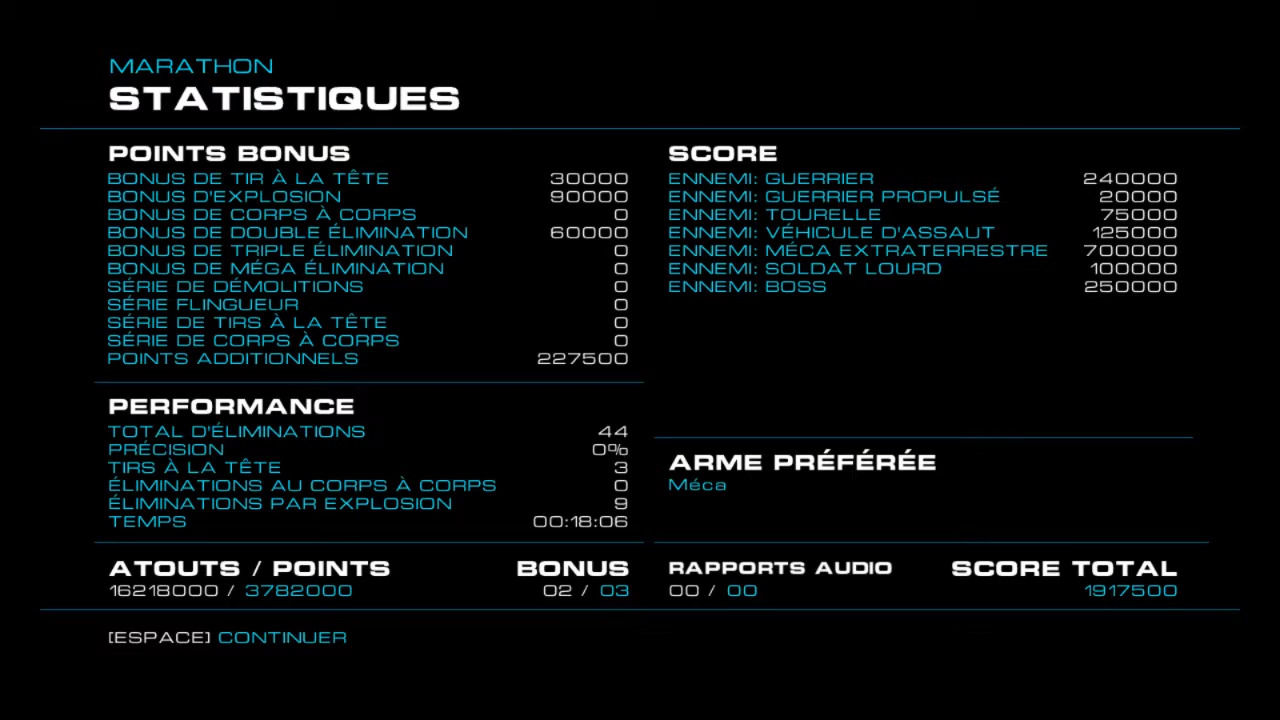 MARATHON
STATISTIQUES
POINTS BONUS
BONUS DE TIR À LA TÊTE 30000
BONUS D'EXPLOSION 90000
BONUS DE CORPS À CORPS 0
BONUS DE DOUBLE ÉLIMINATION 60000
BONUS DE TRIPLE ÉLIMINATION 0
BONUS DE MÉGA ÉLIMINATION 0
SÉRIE DE DÉMOLITIONS 0
SÉRIE FLINGUEUR 0
SÉRIE DE TIRS À LA TÊTE 0
SÉRIE DE CORPS À CORPS 0
POINTS ADDITIONNELS 227500
PERFORMANCE
TOTAL D'ÉLIMINATIONS 44
PRÉCISION 0%
TIRS À LA TÊTE 3
ÉLIMINATIONS AU CORPS À CORPS 0
ÉLIMINATIONS PAR EXPLOSION 9
TEMPS 00:18:06
ATOUTS / POINTS BONUS
16218000 / 3782000 02 / 03
SCORE
ENNEMI: GUERRIER 240000
ENNEMI: GUERRIER PROPULSÉ 20000
ENNEMI: TOURELLE 75000
ENNEMI: VÉHICULE D'ASSAUT 125000
ENNEMI: MÉCA EXTRATERRESTRE 700000
ENNEMI: SOLDAT LOURD 100000
ENNEMI: BOSS 250000
ARME PRÉFÉRÉE
Méca
RAPPORTS AUDIO SCORE TOTAL
00 / 00 1917500
[ESPACE] CONTINUER